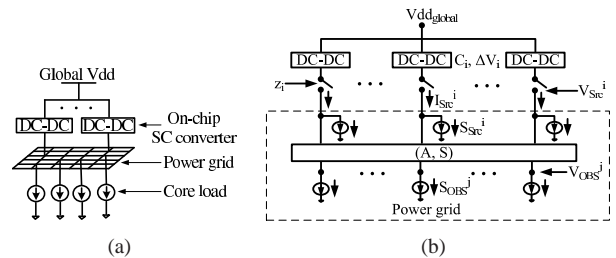 Global Vdd
. . .
DC-DC DC-DC
On-chip
SC converter
Power grid
Core load
(a)
Vdd_global
DC-DC DC-DC C_i, ΔV_i DC-DC
z_i
. . . . . .
V_Src^i
I_Src^i
S_Src^i
(A, S)
. . . . . .
V_OBS^j
S_OBS^j
Power grid
(b)